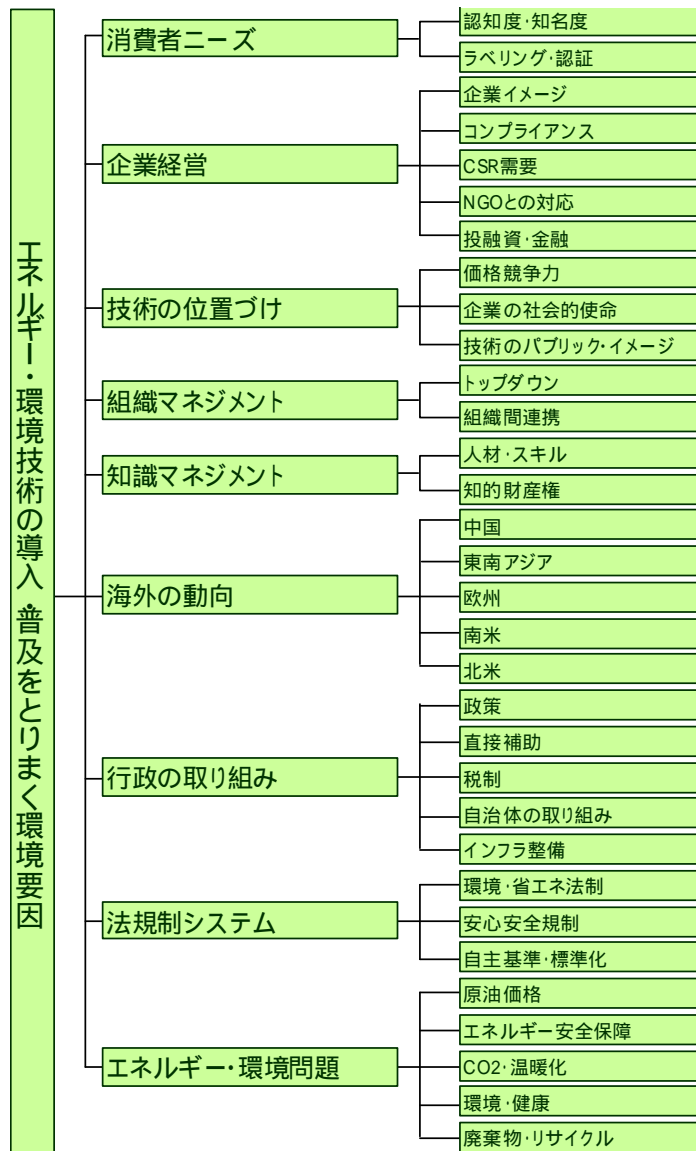 エネルギー・環境技術の導入・普及をとりまく環境要因
消費者ニーズ
認知度・知名度
ラベリング・認証
企業経営
企業イメージ
コンプライアンス
CSR需要
NGOとの対応
投融資・金融
技術の位置づけ
価格競争力
企業の社会的使命
技術のパブリック・イメージ
組織マネジメント
トップダウン
組織間連携
知識マネジメント
人材・スキル
知的財産権
海外の動向
中国
東南アジア
欧州
南米
北米
行政の取り組み
政策
直接補助
税制
自治体の取り組み
インフラ整備
法規制システム
環境・省エネ法制
安心安全規制
自主基準・標準化
エネルギー・環境問題
原油価格
エネルギー安全保障
CO2・温暖化
環境・健康
廃棄物・リサイクル